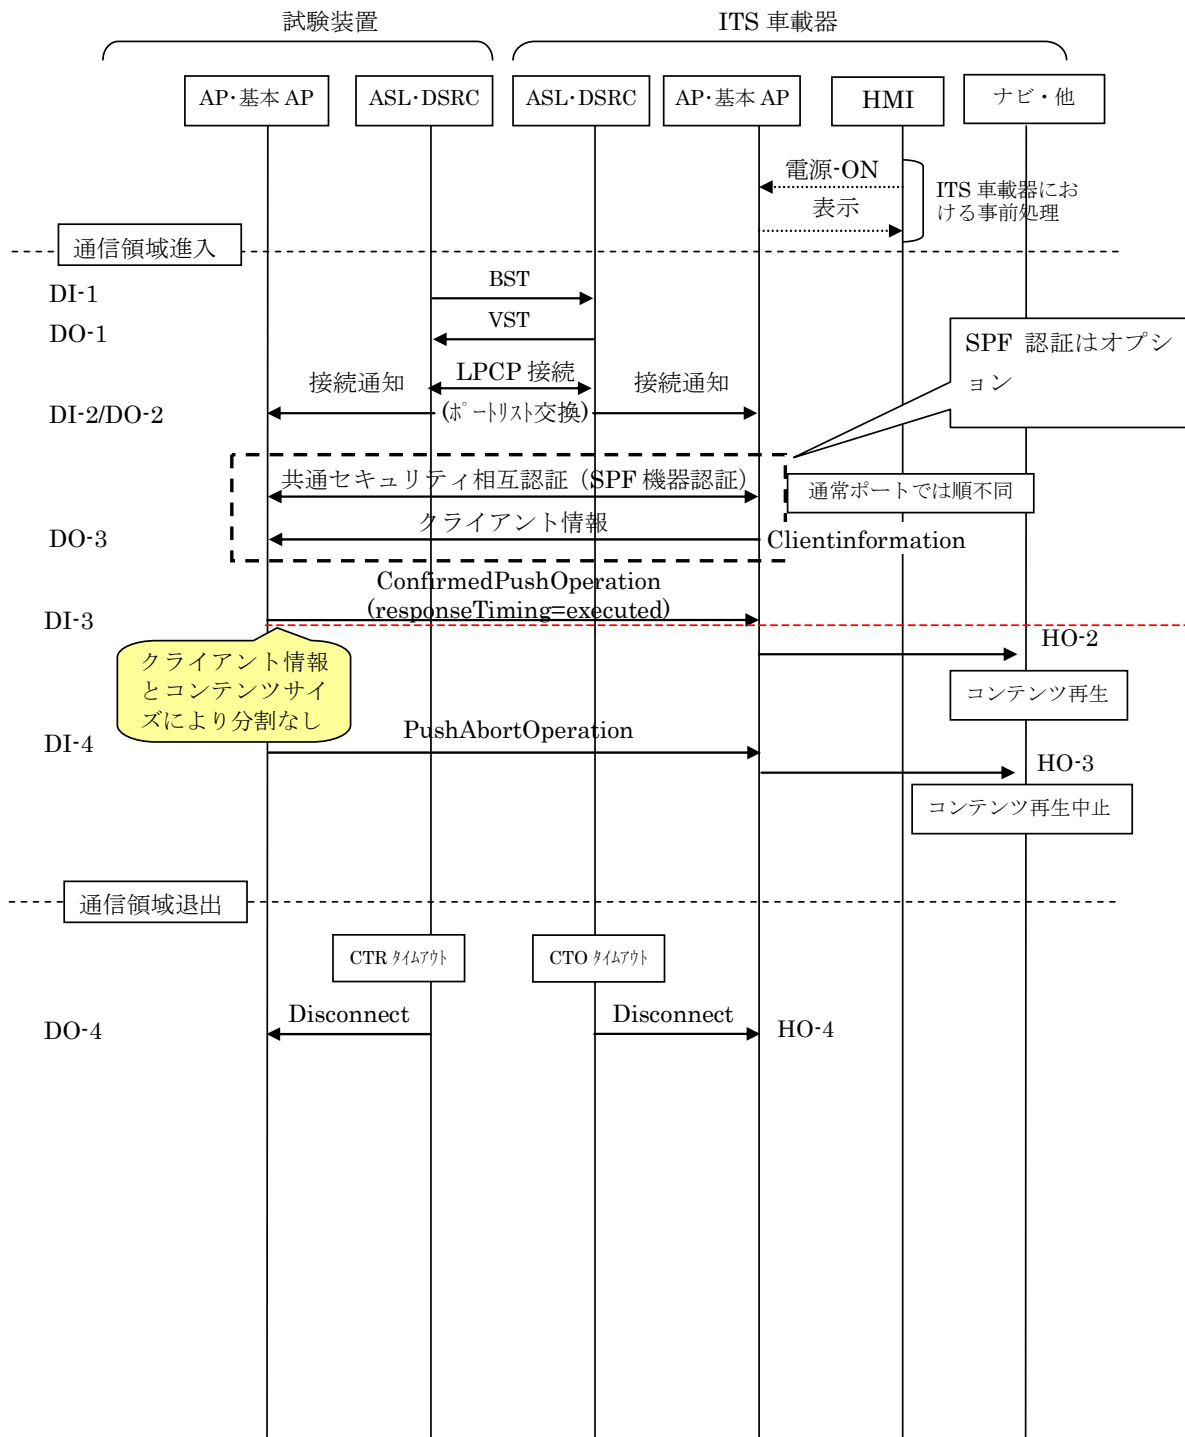 試験装置
ITS 車載器
AP・基本 AP
ASL・DSRC
ASL・DSRC
AP・基本 AP
HMI
ナビ・他
電源-ON
表示
ITS 車載器にお
ける事前処理
通信領域進入
DI-1
BST
DO-1
VST
SPF 認証はオプシ
ョン
接続通知
LPCP 接続
接続通知
DI-2/DO-2
(ﾎﾟｰﾄﾘｽﾄ交換)
共通セキュリティ相互認証（SPF 機器認証）
通常ポートでは順不同
クライアント情報
DO-3
Clientinformation
ConfirmedPushOperation
(responseTiming=executed)
DI-3
HO-2
クライアント情報
とコンテンツサイ
ズにより分割なし
コンテンツ再生
DI-4
PushAbortOperation
HO-3
コンテンツ再生中止
通信領域退出
CTR ﾀｲﾑｱｳﾄ
CTO ﾀｲﾑｱｳﾄ
Disconnect
Disconnect
DO-4
HO-4